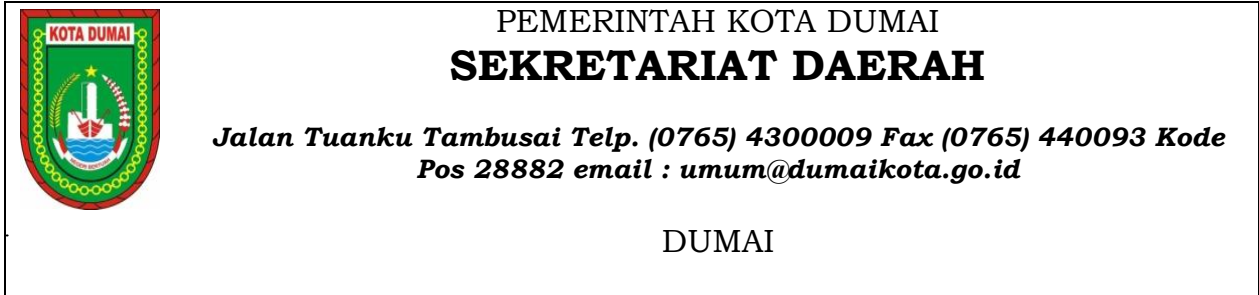 KOTA DUMAI
PEMERINTAH KOTA DUMAI
SEKRETARIAT DAERAH
Jalan Tuanku Tambusai Telp. (0765) 4300009 Fax (0765) 440093 Kode
Pos 28882 email : umum@dumaikota.go.id
DUMAI